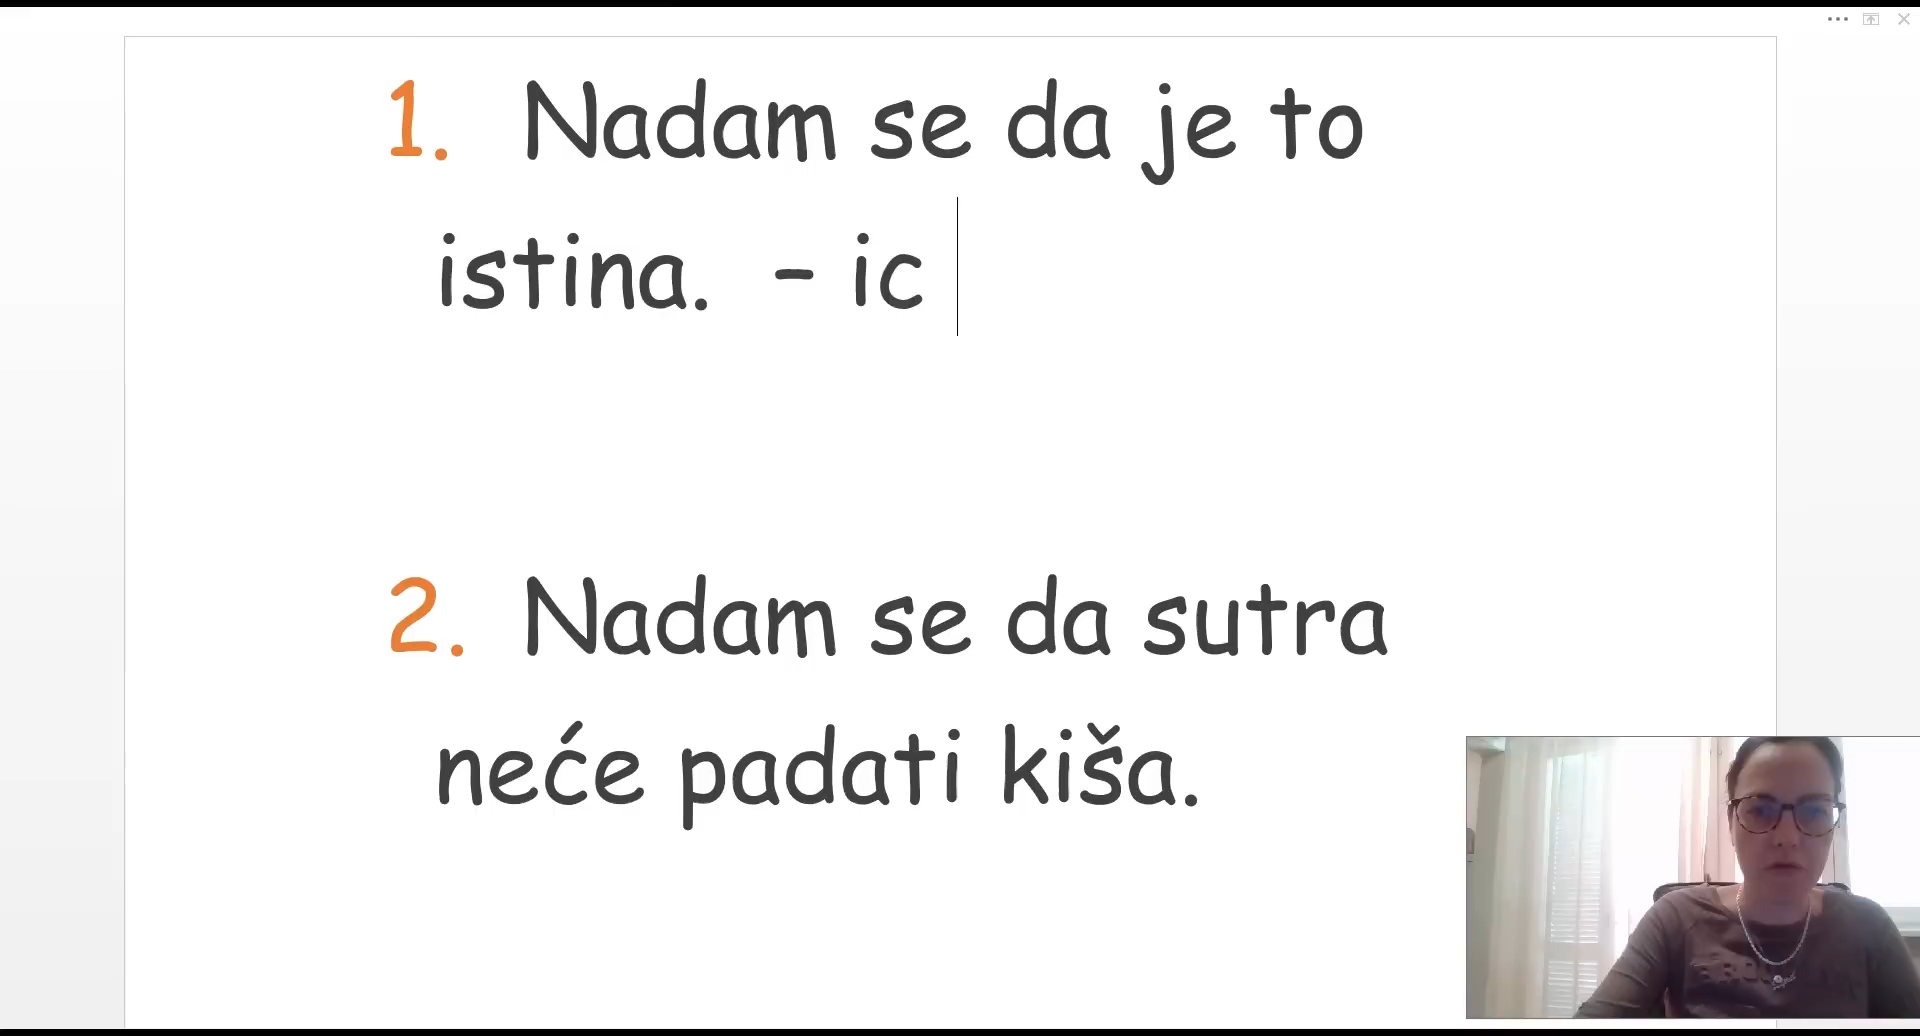 1. Nadam se da je to
istina. – ic
2. Nadam se da sutra
neće padati kiša.